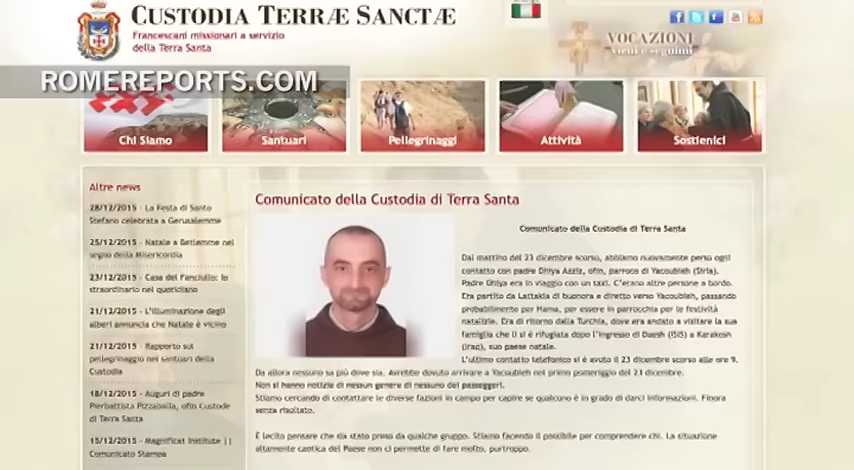 CUSTODIA TERRÆ SANCTÆ
Francescani missionari a servizio
della Terra Santa
VOCAZIONI
vieni e seguimi
ROMEREPORTS.COM
Chi Siamo
Santuari
Pellegrinaggi
Attività
Sostienici
Altre news
28/12/2015 - La Festa di Santo
Stefano celebrata a Gerusalemme
25/12/2015 - Natale a Betlemme nel
segno della Misericordia
23/12/2015 - Casa del Fanciullo: lo
straordinario nel quotidiano
21/12/2015 - L'illuminazione degli
alberi annuncia che Natale è vicino
21/12/2015 - Rapporto sul
pellegrinaggio nei santuari della
Custodia
18/12/2015 - Auguri di padre
Pierbattista Pizzaballa, ofm Custode
di Terra Santa
15/12/2015 - Magnificat Institute ||
Comunicato Stampa
Comunicato della Custodia di Terra Santa
Comunicato della Custodia di Terra Santa
Dal mattino del 23 dicembre scorso, abbiamo nuovamente perso ogni
contatto con padre Dhiya Azziz, ofm, parroco di Yacoubieh (Siria).
Padre Dhiya era in viaggio con un taxi. C'erano altre persone a bordo.
Era partito da Lattakia di buonora e diretto verso Yacoubieh, passando
probabilmente per Hama, per essere in parrocchia per le festività
natalizie. Era di ritorno dalla Turchia, dove era andato a visitare la sua
famiglia che lì si è rifugiata dopo l'ingresso di Daesh (ISIS) a Karakosh
(Iraq), suo paese natale.
L'ultimo contatto telefonico si è avuto il 23 dicembre scorso alle ore 9.
Da allora nessuno sa più dove sia. Avrebbe dovuto arrivare a Yacoubieh nel primo pomeriggio del 23 dicembre.
Non si hanno notizie di nessun genere di nessuno dei passeggeri.
Stiamo cercando di contattare le diverse fazioni in campo per capire se qualcuno è in grado di darci informazioni. Finora
senza risultato.
È lecito pensare che sia stato preso da qualche gruppo. Stiamo facendo il possibile per comprendere chi. La situazione
altamente caotica del Paese non ci permette di fare molto, purtroppo.